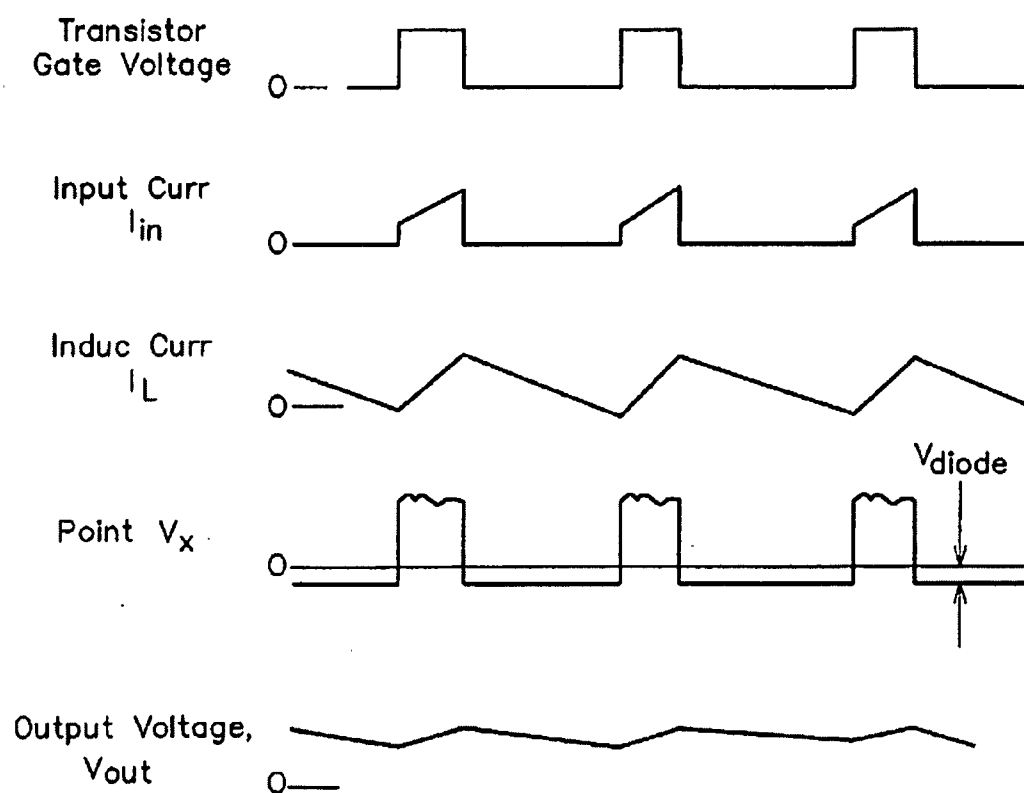 Transistor
Gate Voltage
0
Input Curr
Iin
0
Induc Curr
IL
0
Vdiode
Point Vx
0
Output Voltage,
Vout
0